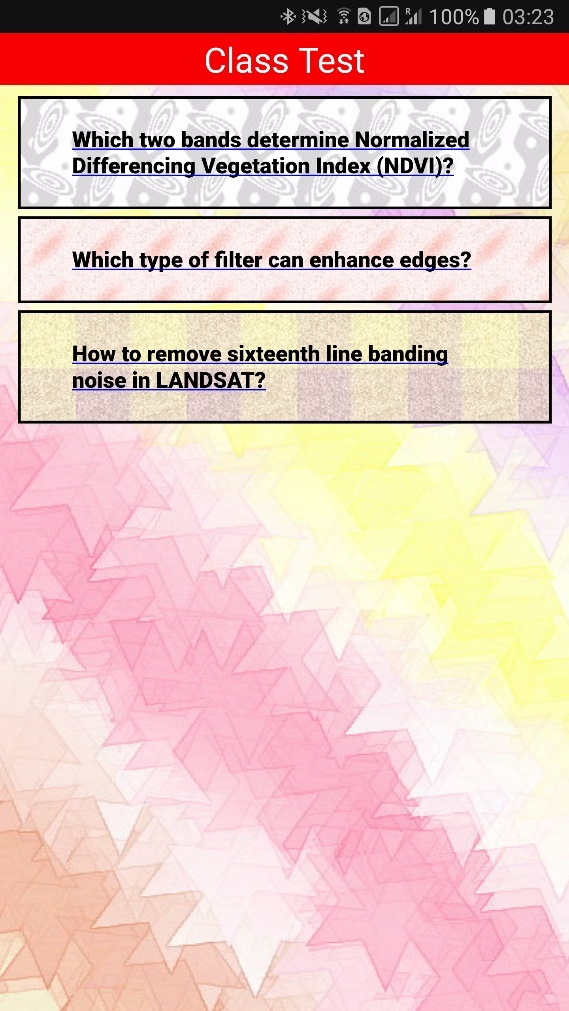 100% 03:23
Class Test
Which two bands determine Normalized
Differencing Vegetation Index (NDVI)?
Which type of filter can enhance edges?
How to remove sixteenth line banding
noise in LANDSAT?